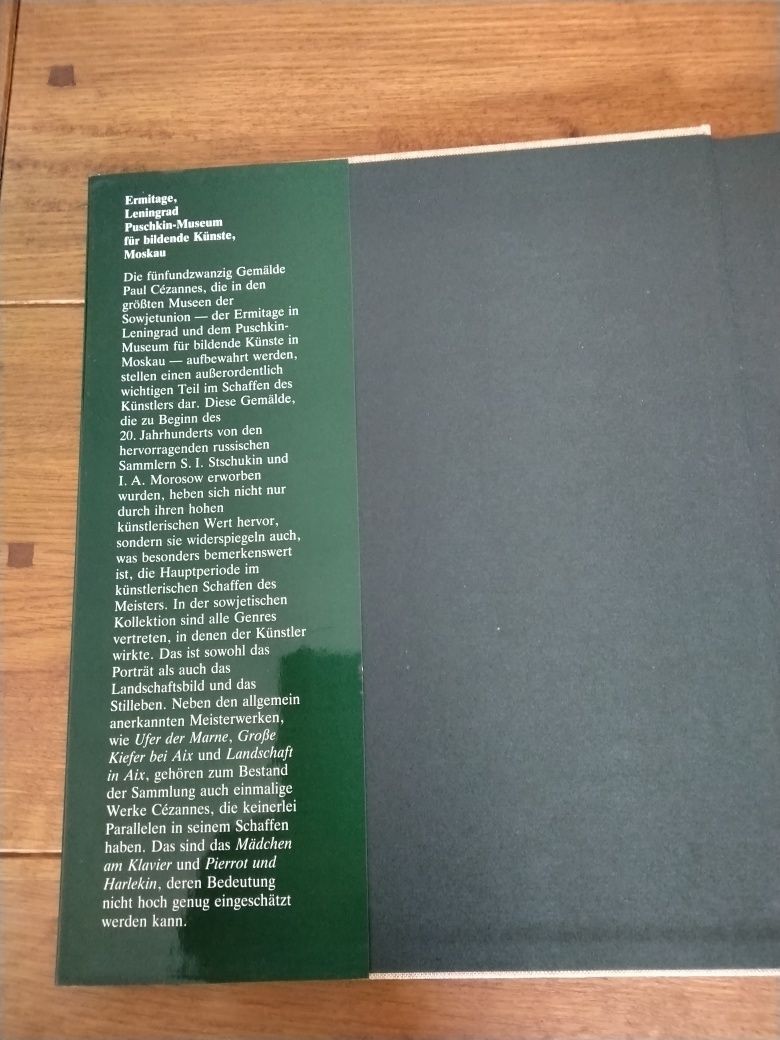 Ermitage,
Leningrad
Puschkin-Museum
für bildende Künste,
Moskau
Die fünfundzwanzig Gemälde
Paul Cézannes, die in den
größten Museen der
Sowjetunion — der Ermitage in
Leningrad und dem Puschkin-
Museum für bildende Künste in
Moskau — aufbewahrt werden,
stellen einen außerordentlich
wichtigen Teil im Schaffen des
Künstlers dar. Diese Gemälde,
die zu Beginn des
20. Jahrhunderts von den
hervorragenden russischen
Sammlern S. I. Stschukin und
I. A. Morosow erworben
wurden, heben sich nicht nur
durch ihren hohen
künstlerischen Wert hervor,
sondern sie widerspiegeln auch,
was besonders bemerkenswert
ist, die Hauptperiode im
künstlerischen Schaffen des
Meisters. In der sowjetischen
Kollektion sind alle Genres
vertreten, in denen der Künstler
wirkte. Das ist sowohl das
Porträt als auch das
Landschaftsbild und das
Stilleben. Neben den allgemein
anerkannten Meisterwerken,
wie Ufer der Marne, Große
Kiefer bei Aix und Landschaft
in Aix, gehören zum Bestand
der Sammlung auch einmalige
Werke Cézannes, die keinerlei
Parallelen in seinem Schaffen
haben. Das sind das Mädchen
am Klavier und Pierrot und
Harlekin, deren Bedeutung
nicht hoch genug eingeschätzt
werden kann.